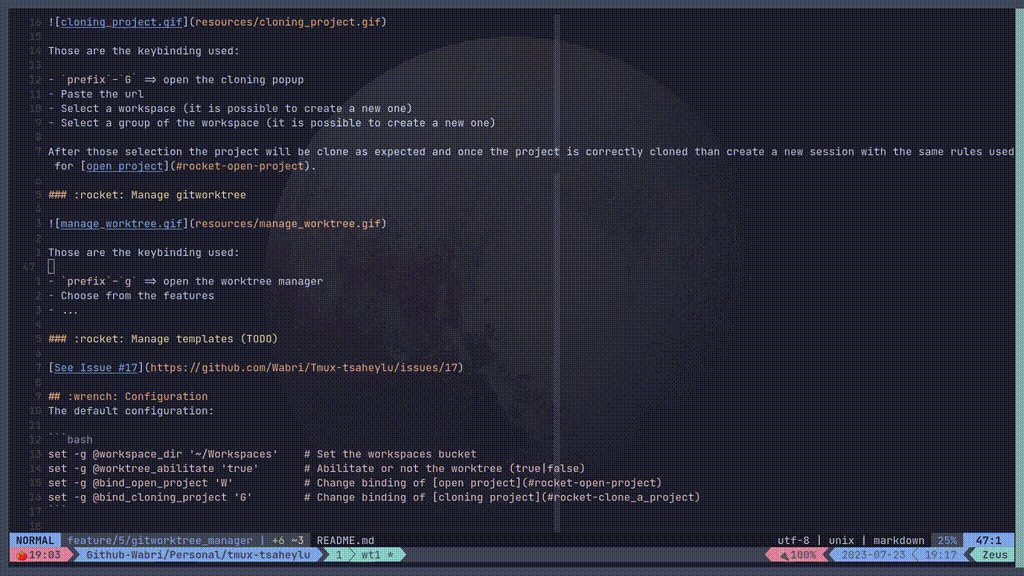 16 ![cloning_project.gif](resources/cloning_project.gif)
15
14 Those are the keybinding used:
13
12 - `prefix`-`G` => open the cloning popup
11 - Paste the url
10 - Select a workspace (it is possible to create a new one)
9 - Select a group of the workspace (it is possible to create a new one)
8
7 After those selection the project will be clone as expected and once the project is correctly cloned than create a new session with the same rules used
for [open project](#rocket-open-project).
6
5 ### :rocket: Manage gitworktree
4
3 ![manage_worktree.gif](resources/manage_worktree.gif)
2
1 Those are the keybinding used:
47
1 - `prefix`-`g` => open the worktree manager
2 - Choose from the features
3 - ...
4
5 ### :rocket: Manage templates (TODO)
6
7 [See Issue #17](https://github.com/Wabri/Tmux-tsaheylu/issues/17)
8
9 ## :wrench: Configuration
10 The default configuration:
11
12 ```bash
13 set -g @workspace_dir '~/Workspaces' # Set the workspaces bucket
14 set -g @worktree_abilitate 'true' # Abilitate or not the worktree (true|false)
15 set -g @bind_open_project 'W' # Change binding of [open project](#rocket-open-project)
16 set -g @bind_cloning_project 'G' # Change binding of [cloning project](#rocket-clone_a_project)
17 ```
18
NORMAL feature/5/gitworktree_manager | +6 ~3 README.md utf-8 | unix | markdown 25% 47:1
🍅19:03 Github-Wabri/Personal/tmux-tsaheylu 1 wt1 * 🔌100% 2023-07-23 19:17 Zeus